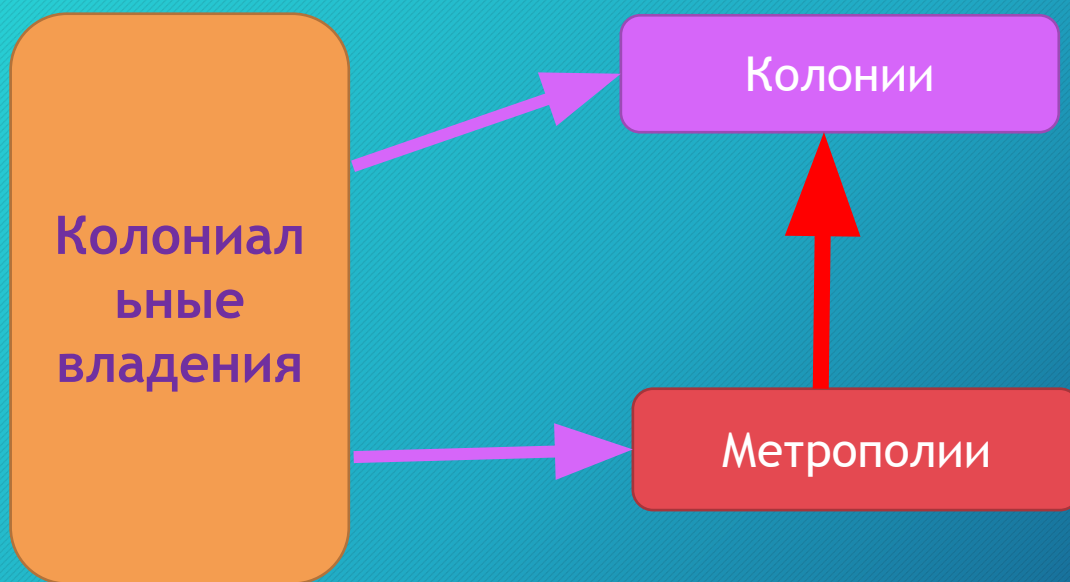 Колониал
ьные
владения
Колонии
Метрополии